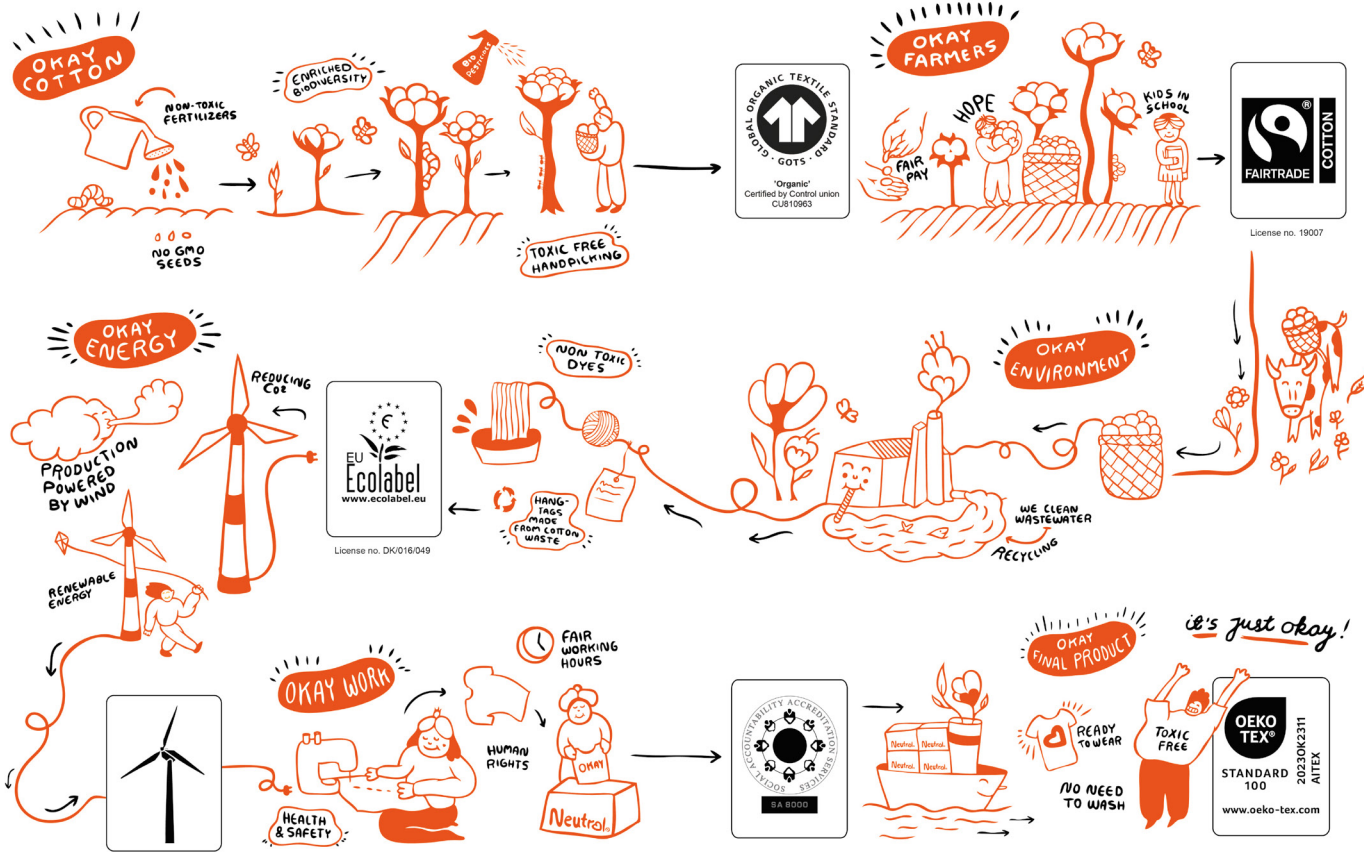 OKAY
COTTON
NON-TOXIC
FERTILIZERS
NO GMO
SEEDS
ENRICHED
BIODIVERSITY
BIO
PESTICIDES
TOXIC FREE
HANDPICKING
GLOBAL ORGANIC TEXTILE STANDARD
· GOTS ·
'Organic'
Certified by Control union
CU810963
OKAY
FARMERS
FAIR
PAY
HOPE
KIDS IN
SCHOOL
®
FAIRTRADE
COTTON
License no. 19007
OKAY
ENVIRONMENT
WE CLEAN
WASTEWATER
RECYCLING
NON TOXIC
DYES
HANG-
TAGS
MADE
FROM COTTON
WASTE
EU
Ecolabel
www.ecolabel.eu
License no. DK/016/049
OKAY
ENERGY
REDUCING
CO2
PRODUCTION
POWERED
BY WIND
RENEWABLE
ENERGY
OKAY WORK
HEALTH
& SAFETY
FAIR
WORKING
HOURS
HUMAN
RIGHTS
OKAY
Neutral®
SOCIAL ACCOUNTABILITY ACCREDITATION SERVICES
SA 8000
Neutral. Neutral.
Neutral. Neutral.
OKAY
FINAL PRODUCT
READY
TO WEAR
NO NEED
TO WASH
it's just okay!
TOXIC
FREE
OEKO
TEX®
STANDARD
100
2023OK2311
AITEX
www.oeko-tex.com